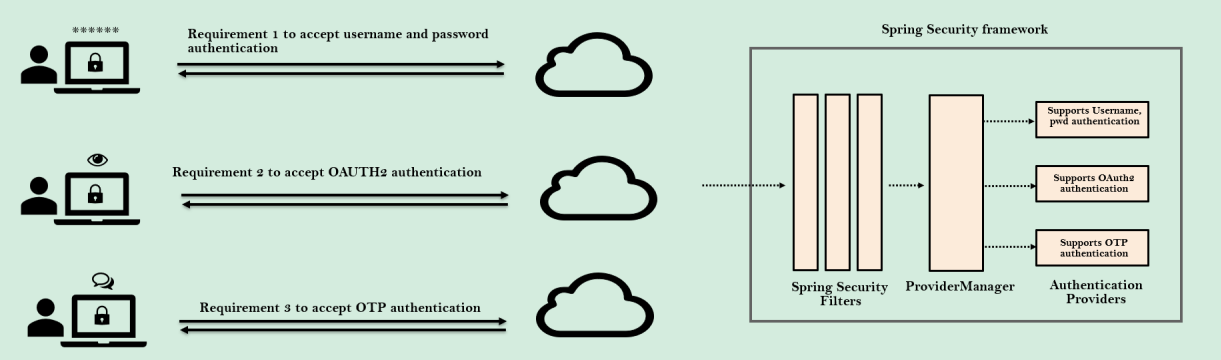 ******
Requirement 1 to accept username and password
authentication
Requirement 2 to accept OAUTH2 authentication
Requirement 3 to accept OTP authentication
Spring Security framework
Supports Username,
pwd authentication
Supports OAuth2
authentication
Supports OTP
authentication
Spring Security
Filters
ProviderManager
Authentication
Providers